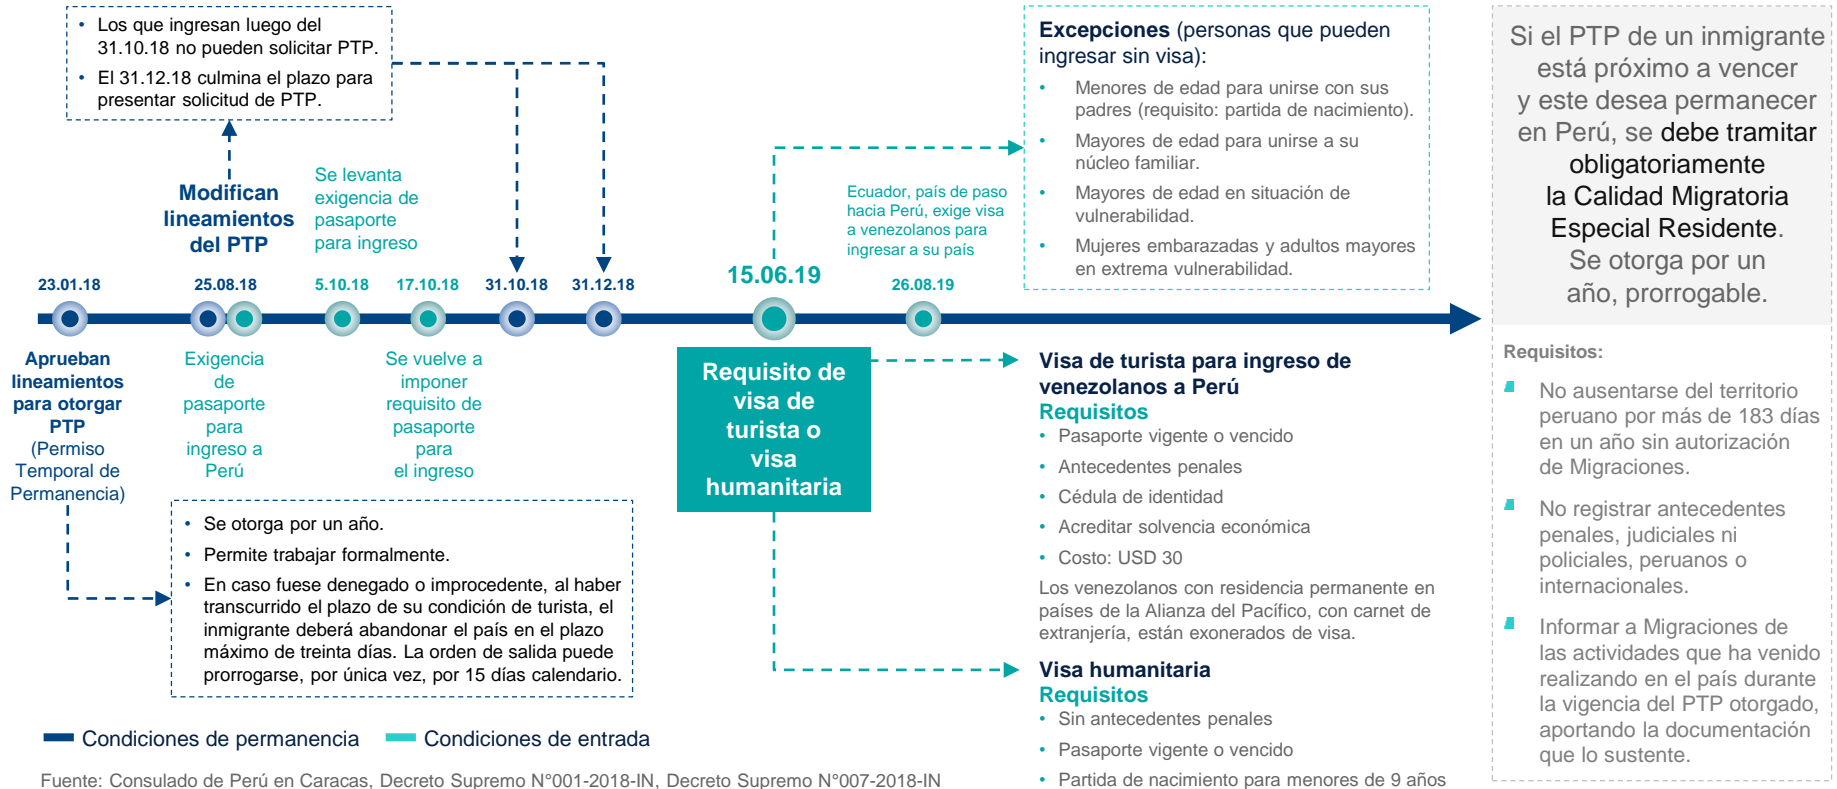 • Los que ingresan luego del
31.10.18 no pueden solicitar PTP.
• El 31.12.18 culmina el plazo para
presentar solicitud de PTP.
Modifican
lineamientos
del PTP
Se levanta
exigencia de
pasaporte
para ingreso
Excepciones (personas que pueden
ingresar sin visa):
• Menores de edad para unirse con sus
padres (requisito: partida de nacimiento).
• Mayores de edad para unirse a su
núcleo familiar.
• Mayores de edad en situación de
vulnerabilidad.
• Mujeres embarazadas y adultos mayores
en extrema vulnerabilidad.
Ecuador, país de paso
hacia Perú, exige visa
a venezolanos para
ingresar a su país
23.01.18
25.08.18
5.10.18
17.10.18
31.10.18
31.12.18
15.06.19
26.08.19
Aprueban
lineamientos
para otorgar
PTP
(Permiso
Temporal de
Permanencia)
Exigencia
de
pasaporte
para
ingreso a
Perú
Se vuelve a
imponer
requisito de
pasaporte
para
el ingreso
Requisito de
visa de
turista o
visa
humanitaria
• Se otorga por un año.
• Permite trabajar formalmente.
• En caso fuese denegado o improcedente, al haber
transcurrido el plazo de su condición de turista, el
inmigrante deberá abandonar el país en el plazo
máximo de treinta días. La orden de salida puede
prorrogarse, por única vez, por 15 días calendario.
Visa de turista para ingreso de
venezolanos a Perú
Requisitos
• Pasaporte vigente o vencido
• Antecedentes penales
• Cédula de identidad
• Acreditar solvencia económica
• Costo: USD 30
Los venezolanos con residencia permanente en
países de la Alianza del Pacífico, con carnet de
extranjería, están exonerados de visa.
Visa humanitaria
Requisitos
• Sin antecedentes penales
• Pasaporte vigente o vencido
• Partida de nacimiento para menores de 9 años
Si el PTP de un inmigrante
está próximo a vencer
y este desea permanecer
en Perú, se debe tramitar
obligatoriamente
la Calidad Migratoria
Especial Residente.
Se otorga por un
año, prorrogable.
Requisitos:
No ausentarse del territorio
peruano por más de 183 días
en un año sin autorización
de Migraciones.
No registrar antecedentes
penales, judiciales ni
policiales, peruanos o
internacionales.
Informar a Migraciones de
las actividades que ha venido
realizando en el país durante
la vigencia del PTP otorgado,
aportando la documentación
que lo sustente.
Condiciones de permanencia
Condiciones de entrada
Fuente: Consulado de Perú en Caracas, Decreto Supremo N°001-2018-IN, Decreto Supremo N°007-2018-IN